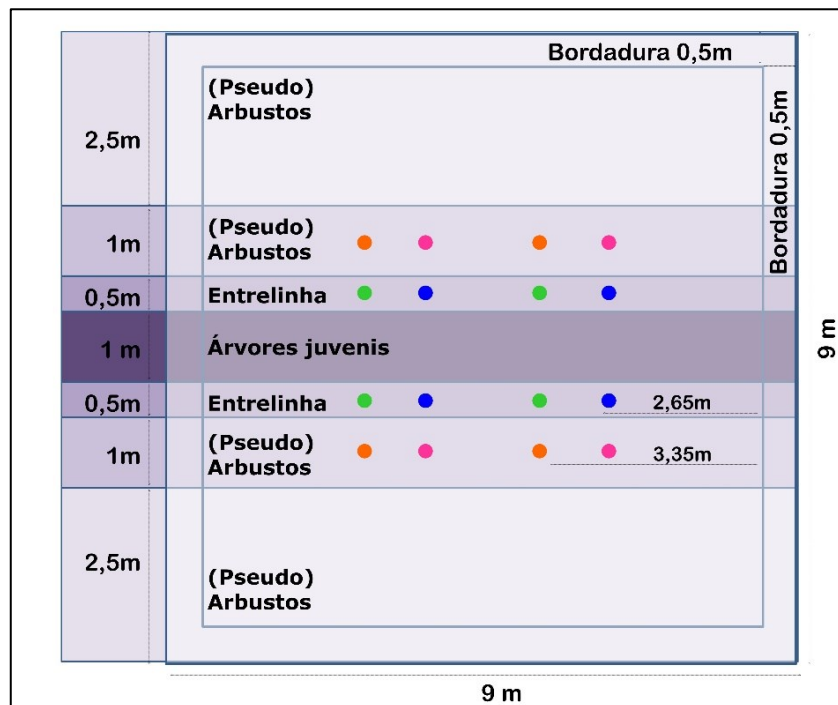 Bordadura 0,5m
(Pseudo)
Arbustos
2,5m
Bordadura 0,5m
(Pseudo)
Arbustos
1m
Entrelinha
0,5m
Árvores juvenis
1 m
9 m
Entrelinha
0,5m
2,65m
(Pseudo)
Arbustos
1m
3,35m
2,5m
(Pseudo)
Arbustos
9 m